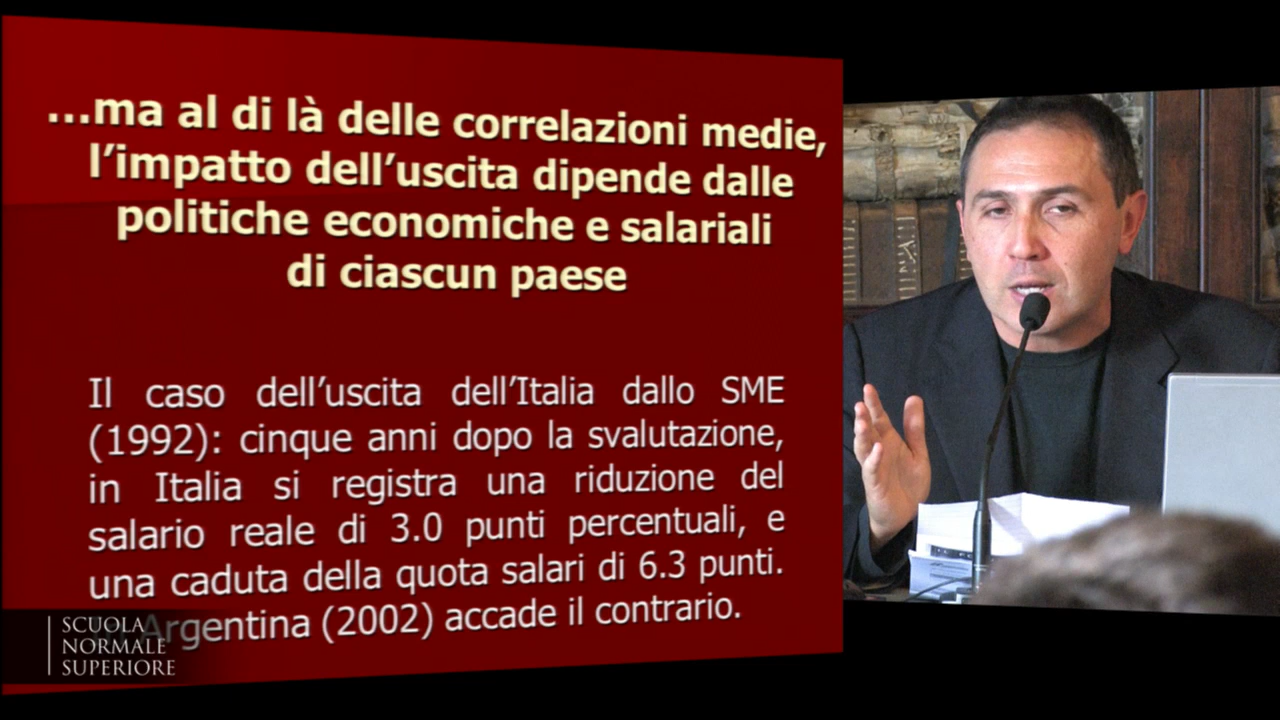 ...ma al di là delle correlazioni medie,
l'impatto dell'uscita dipende dalle
politiche economiche e salariali
di ciascun paese
Il caso dell'uscita dell'Italia dallo SME
(1992): cinque anni dopo la svalutazione,
in Italia si registra una riduzione del
salario reale di 3.0 punti percentuali, e
una caduta della quota salari di 6.3 punti.
Argentina (2002) accade il contrario.
SCUOLA
NORMALE
SUPERIORE